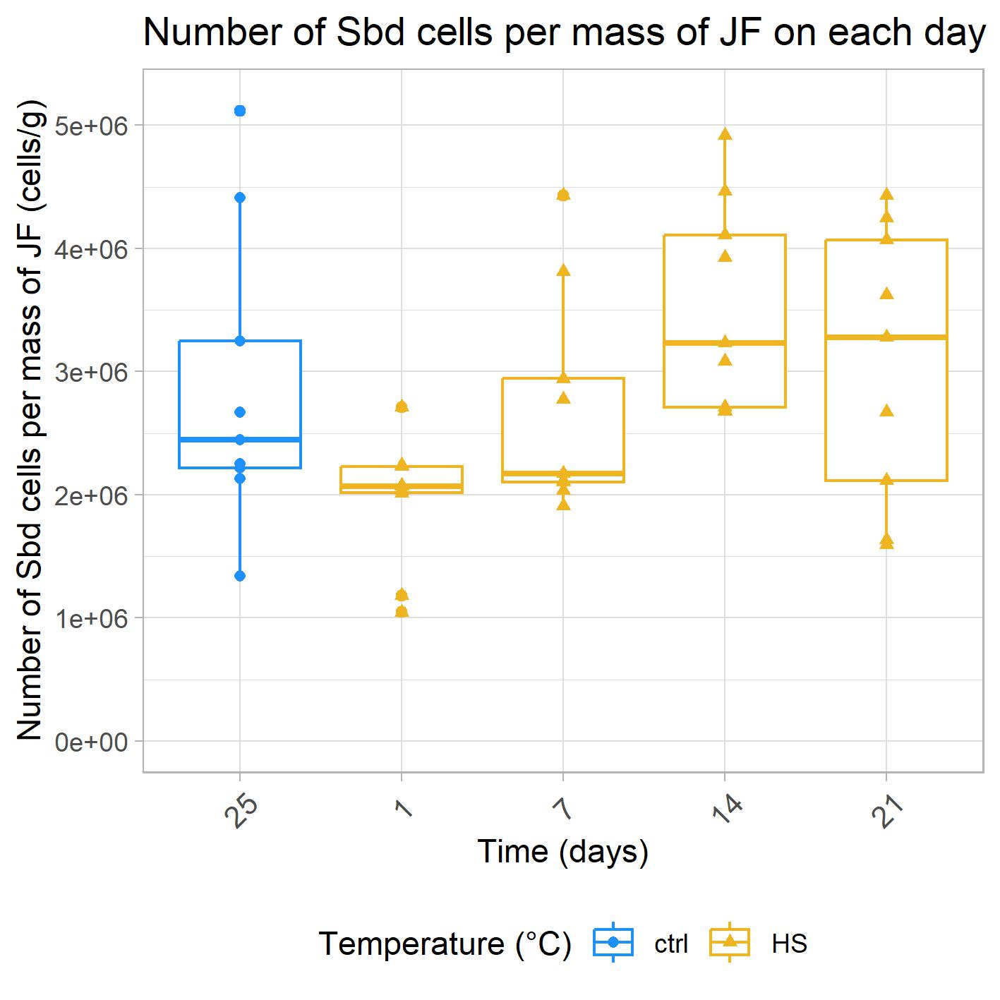 Number of Sbd cells per mass of JF on each day
Number of Sbd cells per mass of JF (cells/g)
5e+06
4e+06
3e+06
2e+06
1e+06
0e+00
25 1 7 14 21
Time (days)
Temperature (°C) ctrl HS